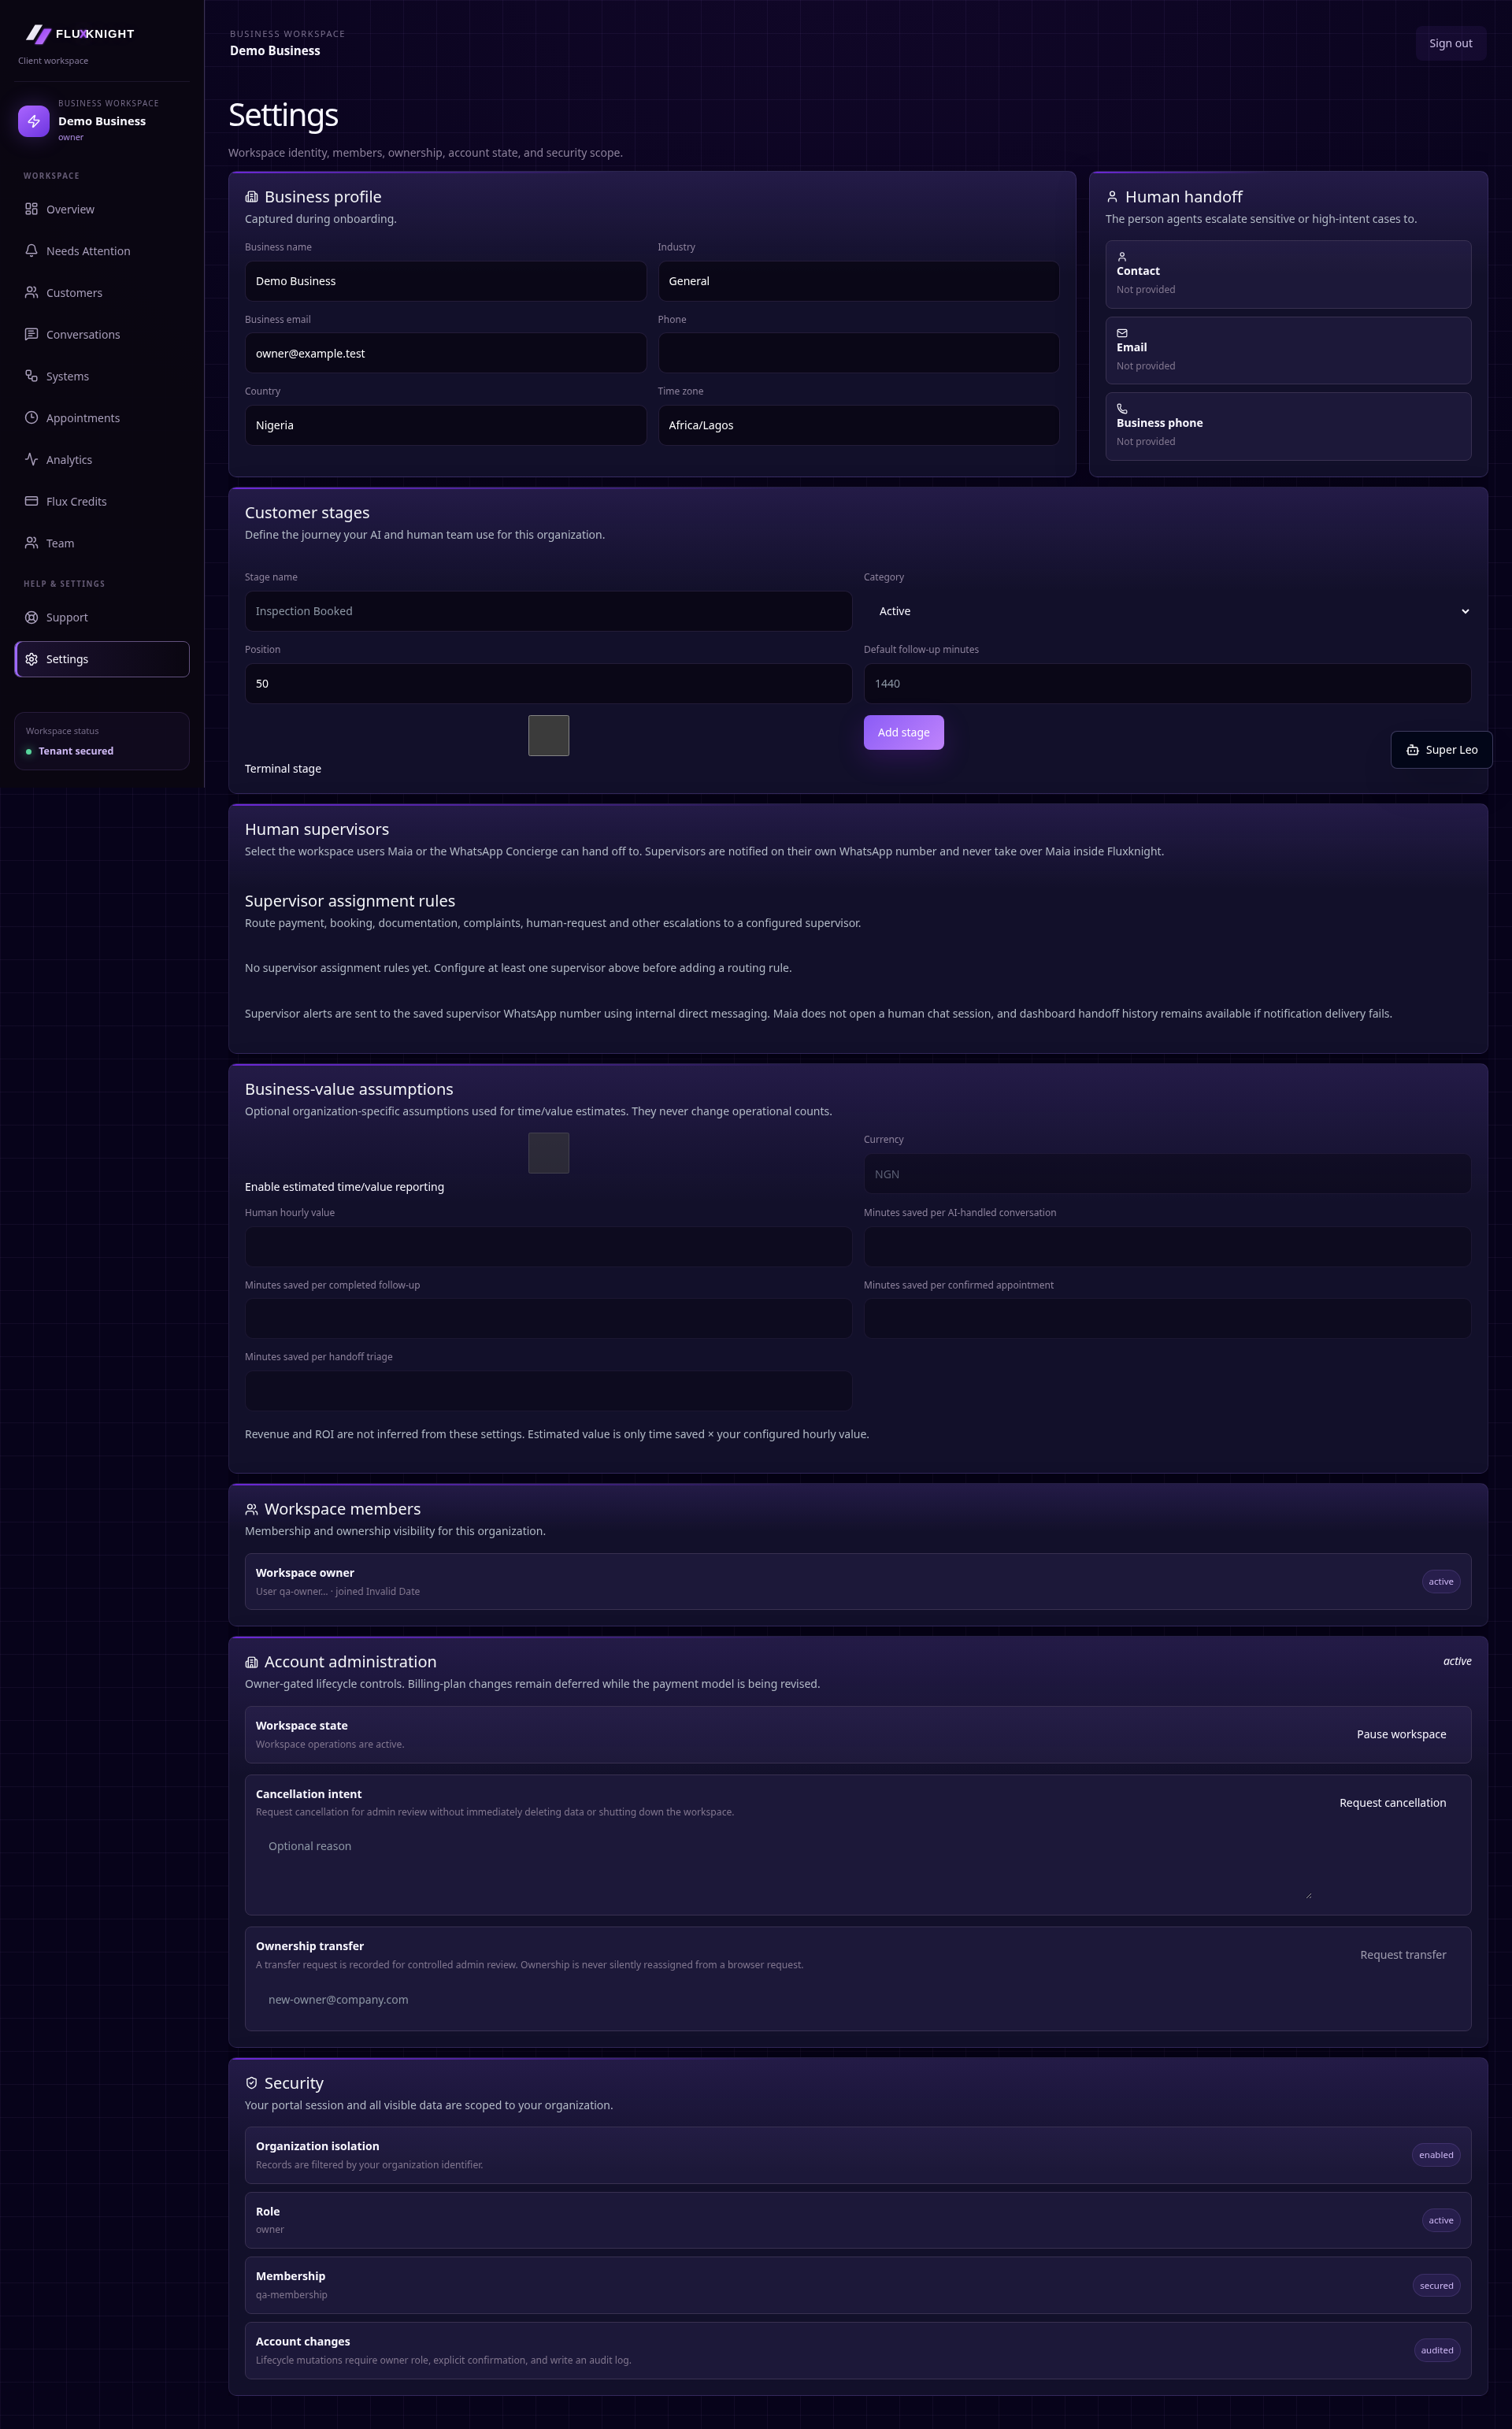 FLUXKNIGHT
Client workspace
BUSINESS WORKSPACE
Demo Business
owner
WORKSPACE
Overview
Needs Attention
Customers
Conversations
Systems
Appointments
Analytics
Flux Credits
Team
HELP & SETTINGS
Support
Settings
Workspace status
Tenant secured
BUSINESS WORKSPACE
Demo Business
Sign out
Settings
Workspace identity, members, ownership, account state, and security scope.
Business profile
Captured during onboarding.
Business name
Industry
Demo Business
General
Business email
Phone
owner@example.test
Country
Time zone
Nigeria
Africa/Lagos
Human handoff
The person agents escalate sensitive or high-intent cases to.
Contact
Not provided
Email
Not provided
Business phone
Not provided
Customer stages
Define the journey your AI and human team use for this organization.
Stage name
Category
Inspection Booked
Active
Position
Default follow-up minutes
50
1440
Terminal stage
Add stage
Super Leo
Human supervisors
Select the workspace users Maia or the WhatsApp Concierge can hand off to. Supervisors are notified on their own WhatsApp number and never take over Maia inside Fluxknight.
Supervisor assignment rules
Route payment, booking, documentation, complaints, human-request and other escalations to a configured supervisor.
No supervisor assignment rules yet. Configure at least one supervisor above before adding a routing rule.
Supervisor alerts are sent to the saved supervisor WhatsApp number using internal direct messaging. Maia does not open a human chat session, and dashboard handoff history remains available if notification delivery fails.
Business-value assumptions
Optional organization-specific assumptions used for time/value estimates. They never change operational counts.
Enable estimated time/value reporting
Currency
NGN
Human hourly value
Minutes saved per AI-handled conversation
Minutes saved per completed follow-up
Minutes saved per confirmed appointment
Minutes saved per handoff triage
Revenue and ROI are not inferred from these settings. Estimated value is only time saved × your configured hourly value.
Workspace members
Membership and ownership visibility for this organization.
Workspace owner
User qa-owner... · joined Invalid Date
active
Account administration
active
Owner-gated lifecycle controls. Billing-plan changes remain deferred while the payment model is being revised.
Workspace state
Workspace operations are active.
Pause workspace
Cancellation intent
Request cancellation for admin review without immediately deleting data or shutting down the workspace.
Request cancellation
Optional reason
Ownership transfer
A transfer request is recorded for controlled admin review. Ownership is never silently reassigned from a browser request.
Request transfer
new-owner@company.com
Security
Your portal session and all visible data are scoped to your organization.
Organization isolation
Records are filtered by your organization identifier.
enabled
Role
owner
active
Membership
qa-membership
secured
Account changes
Lifecycle mutations require owner role, explicit confirmation, and write an audit log.
audited